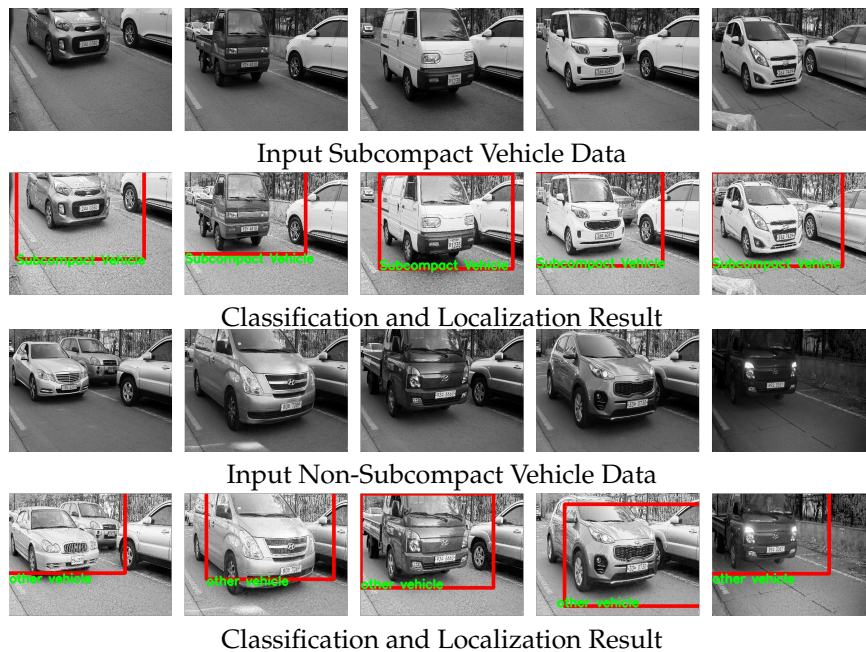 Input Subcompact Vehicle Data
Subcompact Vehicle
Subcompact Vehicle
Subcompact Vehicle
Subcompact Vehicle
Subcompact Vehicle
Classification and Localization Result
Input Non-Subcompact Vehicle Data
other vehicle
other vehicle
other vehicle
other vehicle
other vehicle
Classification and Localization Result